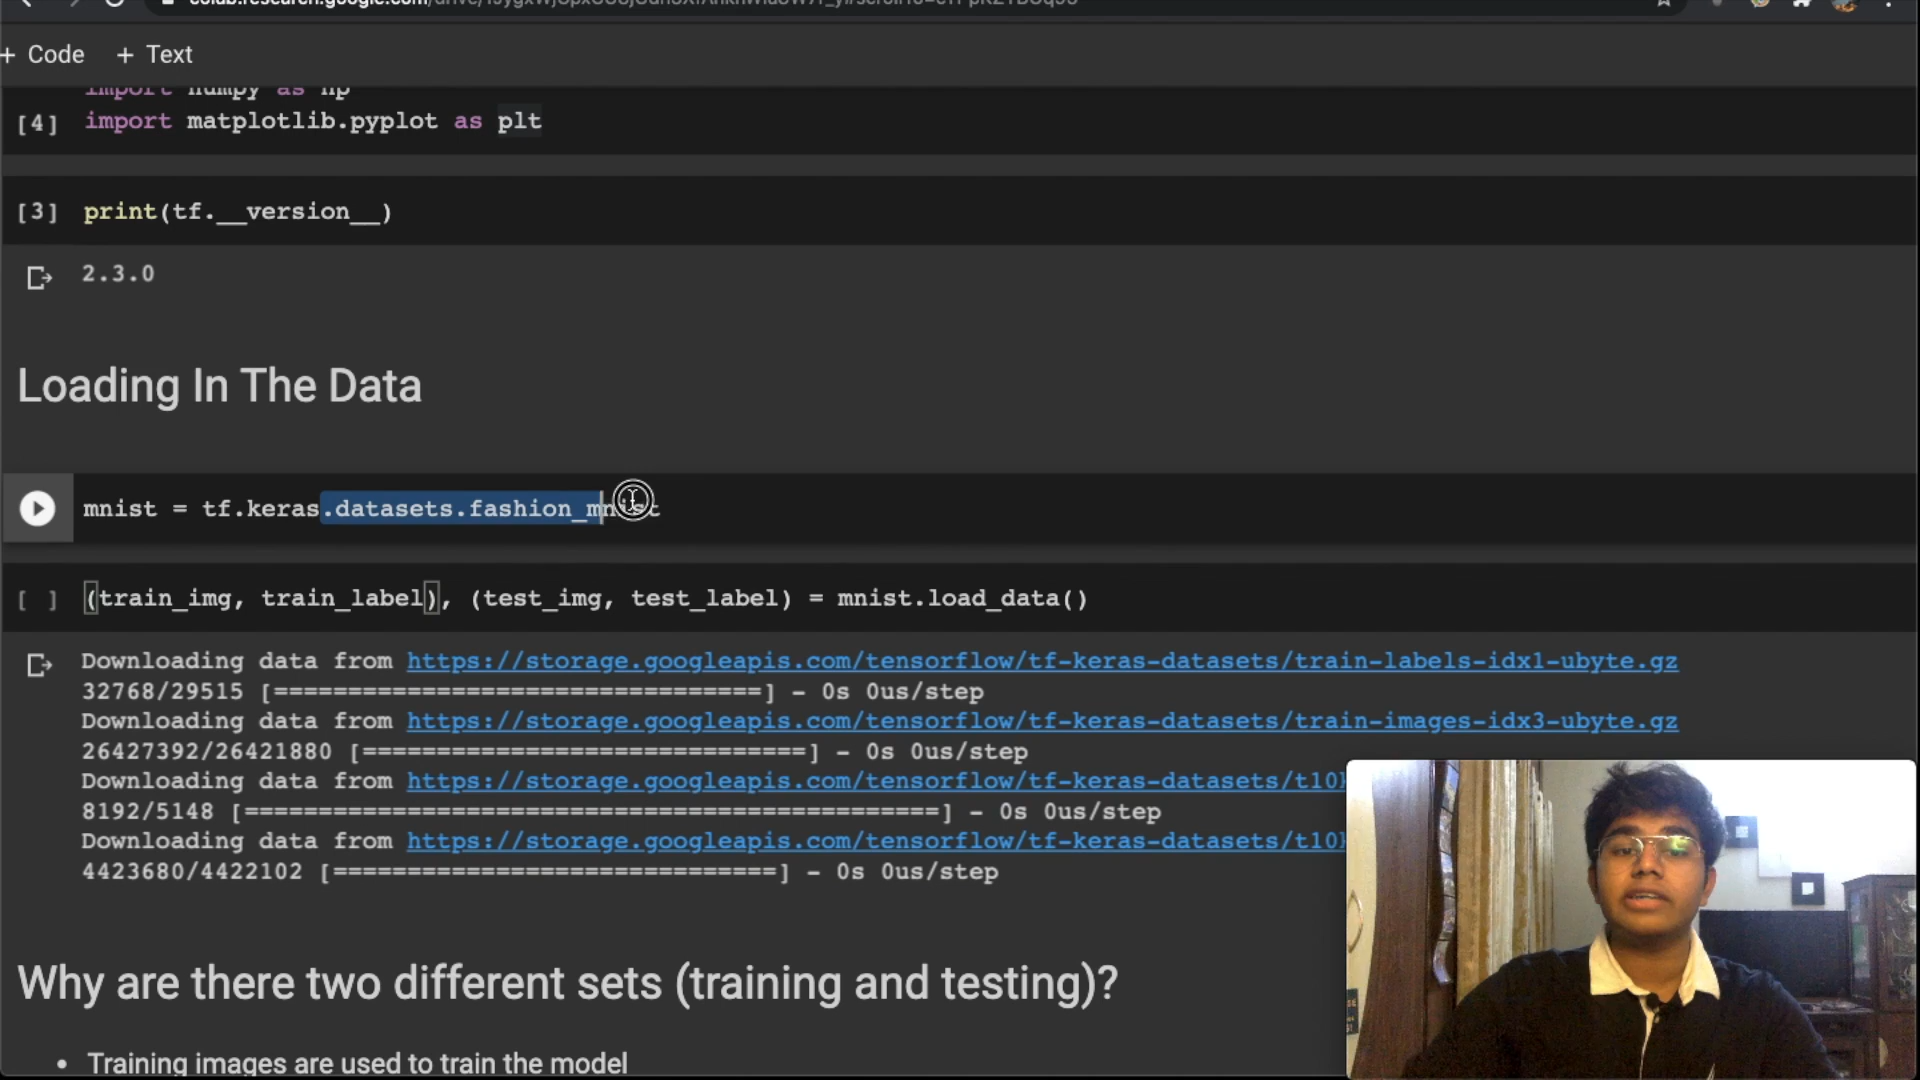 + Code + Text
import numpy as np
[4] import matplotlib.pyplot as plt
[3] print(tf.__version__)
2.3.0
Loading In The Data
mnist = tf.keras.datasets.fashion_mnist
[ ] (train_img, train_label), (test_img, test_label) = mnist.load_data()
Downloading data from https://storage.googleapis.com/tensorflow/tf-keras-datasets/train-labels-idx1-ubyte.gz
32768/29515 [=================================] - 0s 0us/step
Downloading data from https://storage.googleapis.com/tensorflow/tf-keras-datasets/train-images-idx3-ubyte.gz
26427392/26421880 [==============================] - 0s 0us/step
Downloading data from https://storage.googleapis.com/tensorflow/tf-keras-datasets/t10k
8192/5148 [===============================================] - 0s 0us/step
Downloading data from https://storage.googleapis.com/tensorflow/tf-keras-datasets/t10k
4423680/4422102 [==============================] - 0s 0us/step
Why are there two different sets (training and testing)?
• Training images are used to train the model